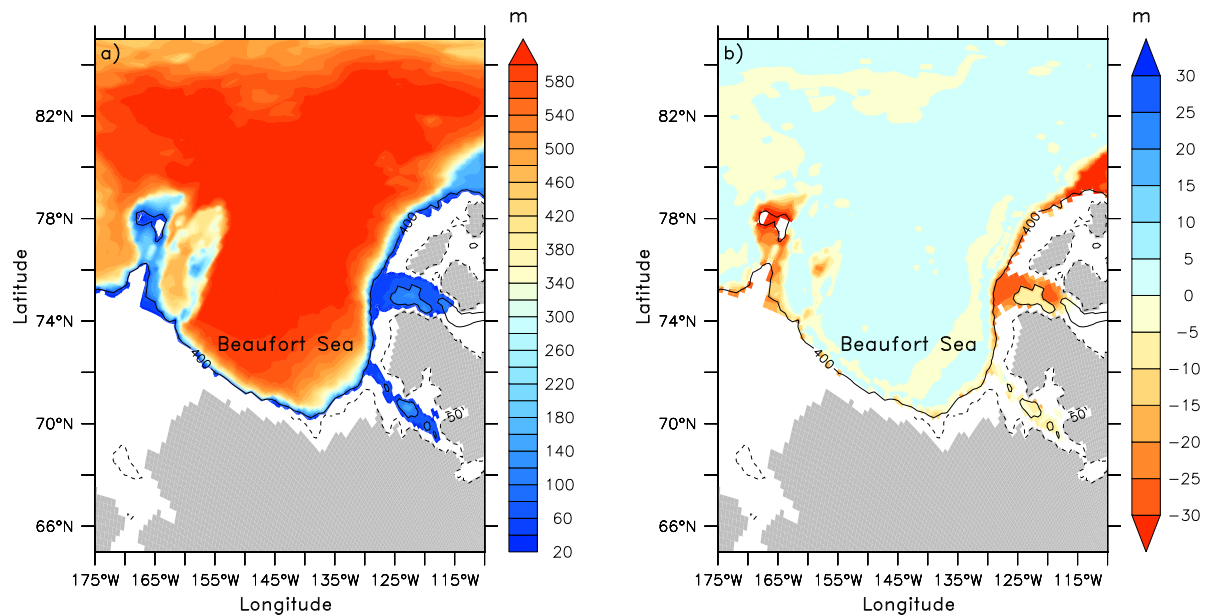 m
a)
82°N
78°N
74°N
70°N
66°N
Latitude
175°W 165°W 155°W 145°W 135°W 125°W 115°W
Longitude
Beaufort Sea
400
400
50
580
540
500
460
420
380
340
300
260
220
180
140
100
60
20
m
b)
82°N
78°N
74°N
70°N
66°N
Latitude
175°W 165°W 155°W 145°W 135°W 125°W 115°W
Longitude
Beaufort Sea
400
400
50
30
25
20
15
10
5
0
-5
-10
-15
-20
-25
-30